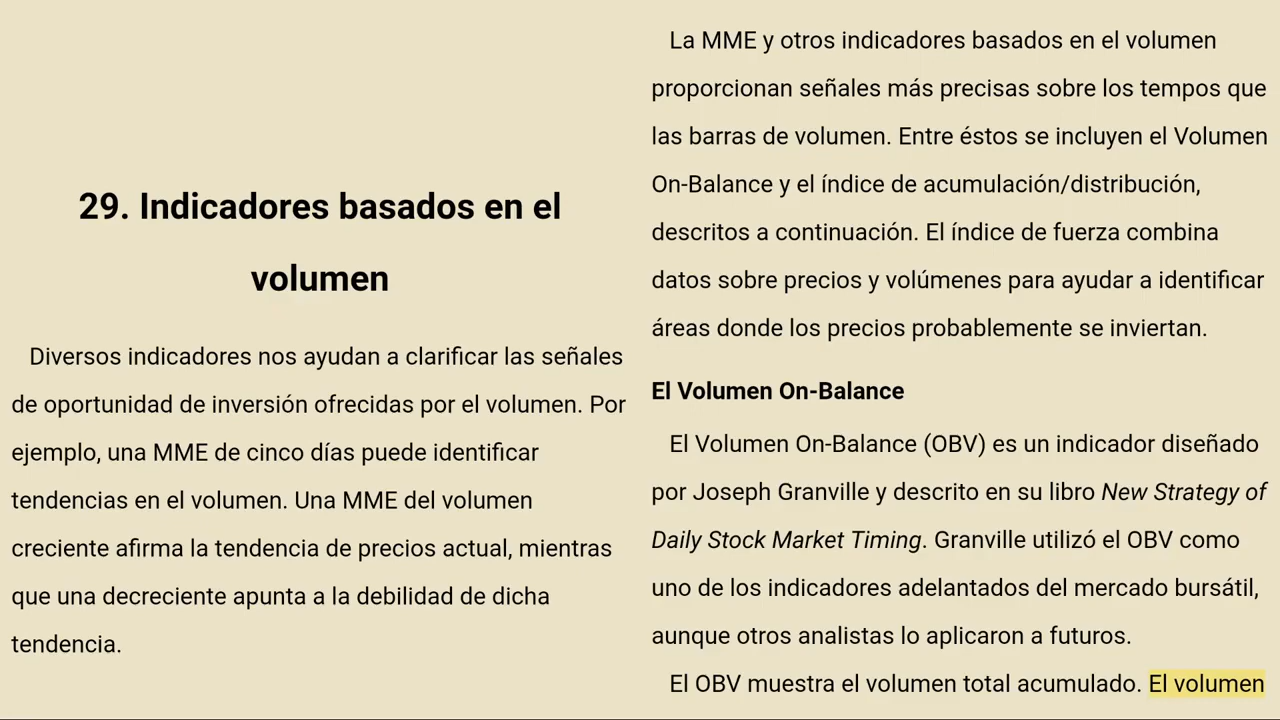 29. Indicadores basados en el
volumen
Diversos indicadores nos ayudan a clarificar las señales
de oportunidad de inversión ofrecidas por el volumen. Por
ejemplo, una MME de cinco días puede identificar
tendencias en el volumen. Una MME del volumen
creciente afirma la tendencia de precios actual, mientras
que una decreciente apunta a la debilidad de dicha
tendencia.
La MME y otros indicadores basados en el volumen
proporcionan señales más precisas sobre los tempos que
las barras de volumen. Entre éstos se incluyen el Volumen
On-Balance y el índice de acumulación/distribución,
descritos a continuación. El índice de fuerza combina
datos sobre precios y volúmenes para ayudar a identificar
áreas donde los precios probablemente se inviertan.
El Volumen On-Balance
El Volumen On-Balance (OBV) es un indicador diseñado
por Joseph Granville y descrito en su libro New Strategy of
Daily Stock Market Timing. Granville utilizó el OBV como
uno de los indicadores adelantados del mercado bursátil,
aunque otros analistas lo aplicaron a futuros.
El OBV muestra el volumen total acumulado. El volumen